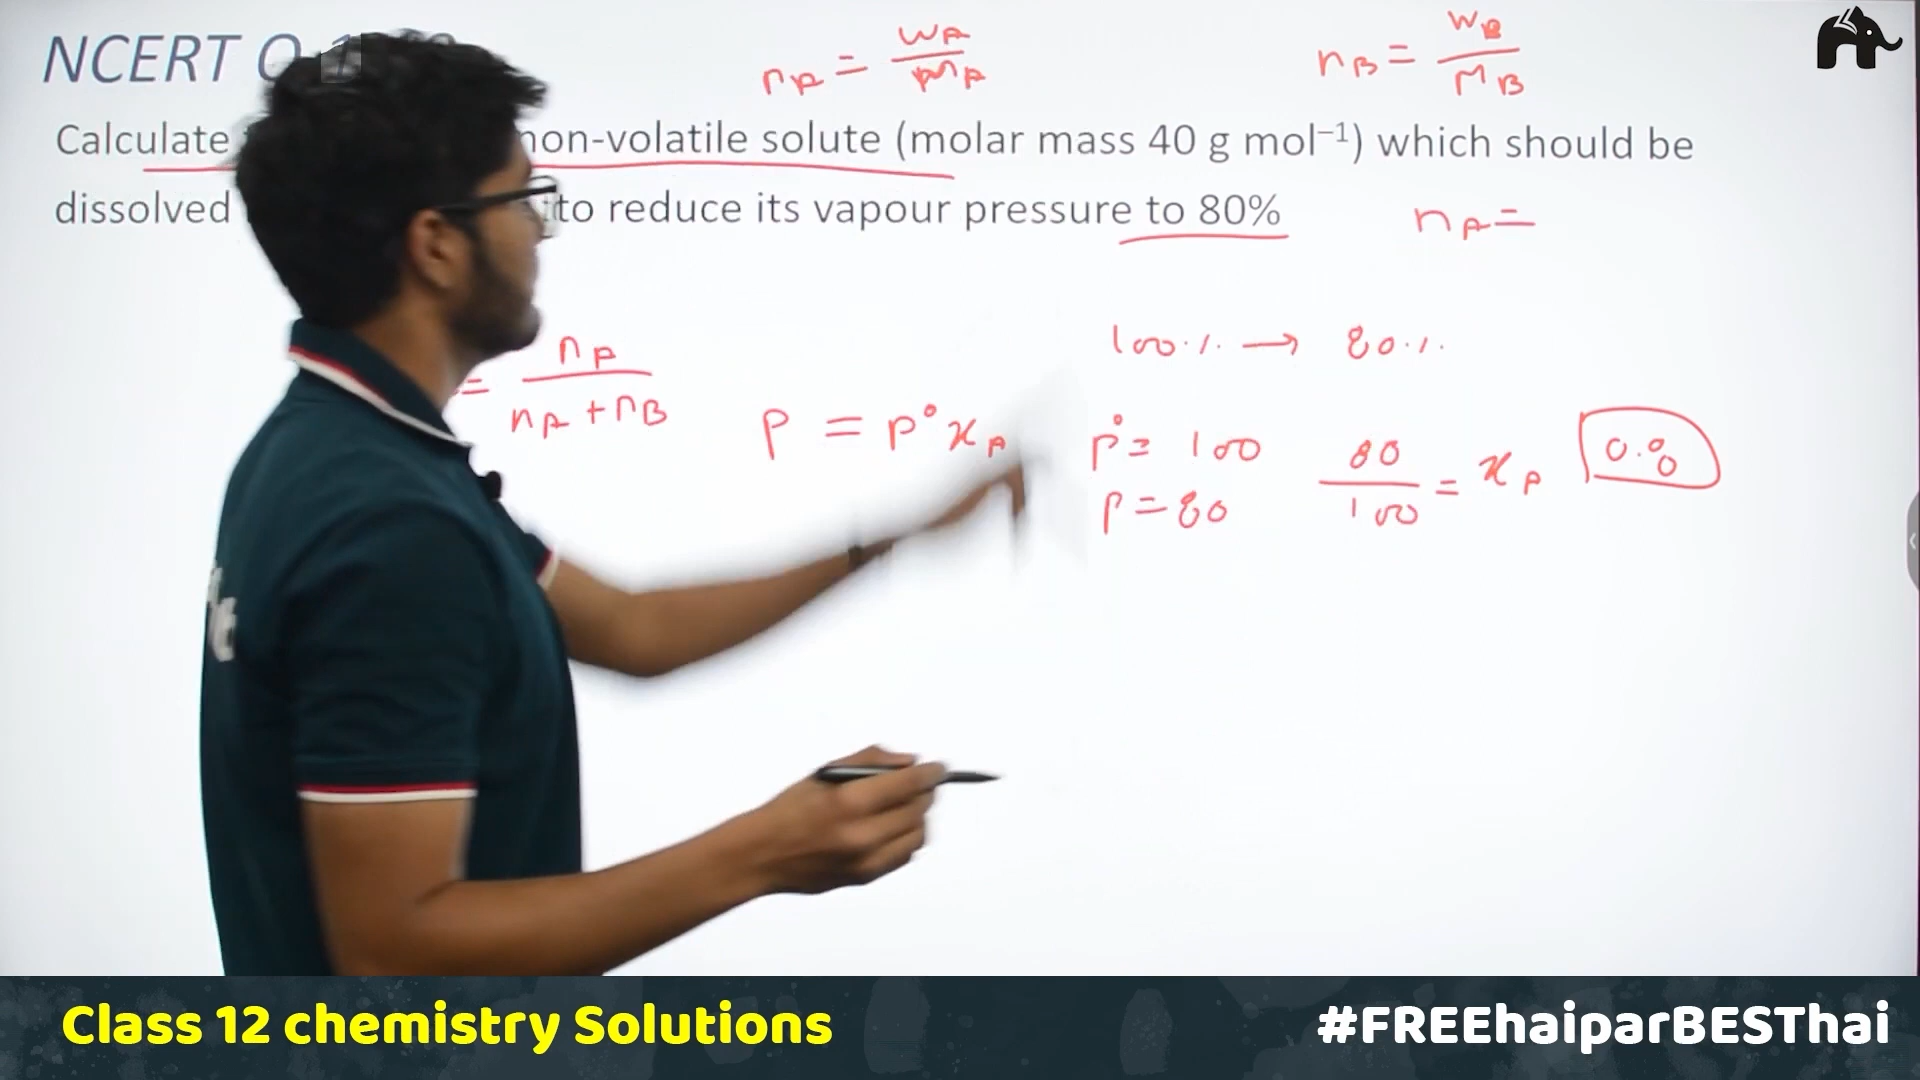 NCERT Q 1
nA = wA / MA
nB = wB / MB
Calculate non-volatile solute (molar mass 40 g mol⁻¹) which should be
dissolved to reduce its vapour pressure to 80%
nA =
100% → 80%
= nA / nA + nB
P = P° xA
P° = 100
P = 80
80 / 100 = xA
0.8
Class 12 chemistry Solutions
#FREEhaiparBESThai